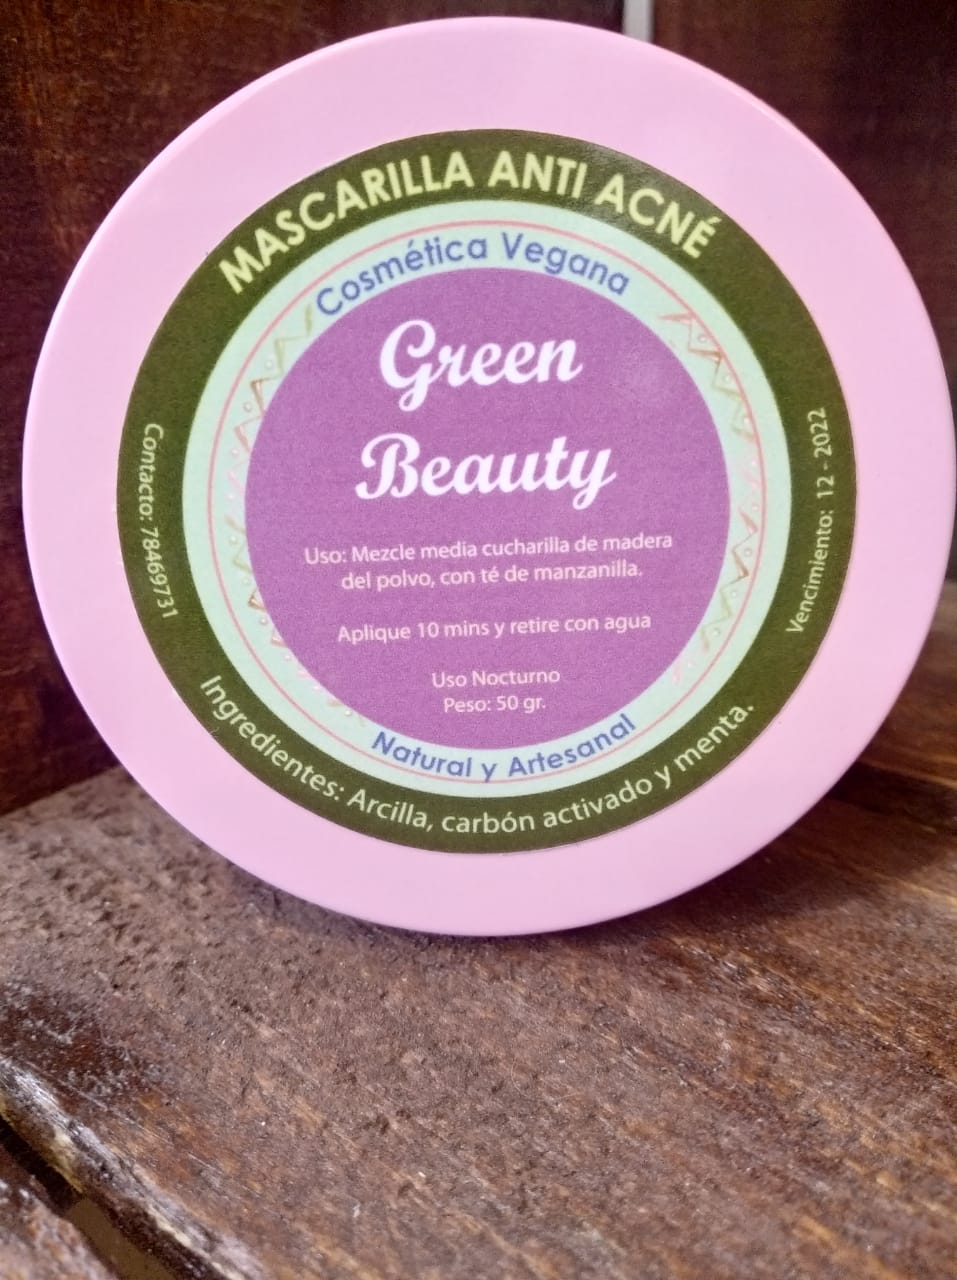 MASCARILLA ANTI ACNÉ
Cosmética Vegana
Green
Beauty
Uso: Mezcle media cucharilla de madera
del polvo, con té de manzanilla.
Aplique 10 mins y retire con agua
Uso Nocturno
Peso: 50 gr.
Natural y Artesanal
Contacto: 78469731
Ingredientes: Arcilla, carbón activado y menta.
Vencimiento: 12 - 2022